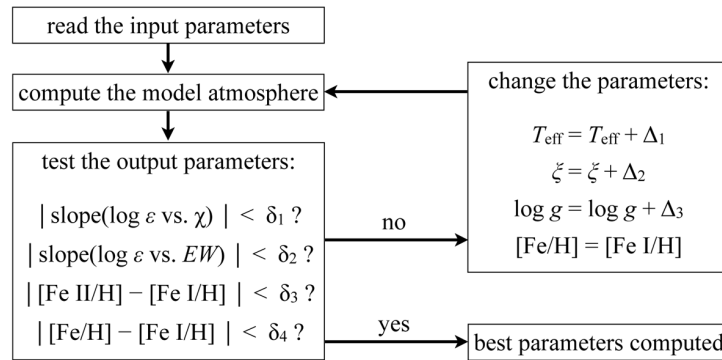 read the input parameters
compute the model atmosphere
test the output parameters:
| slope(log ε vs. χ) | < δ₁ ?
| slope(log ε vs. EW) | < δ₂ ?
| [Fe II/H] − [Fe I/H] | < δ₃ ?
| [Fe/H] − [Fe I/H] | < δ₄ ?
no
yes
change the parameters:
T_eff = T_eff + Δ₁
ξ = ξ + Δ₂
log g = log g + Δ₃
[Fe/H] = [Fe I/H]
best parameters computed